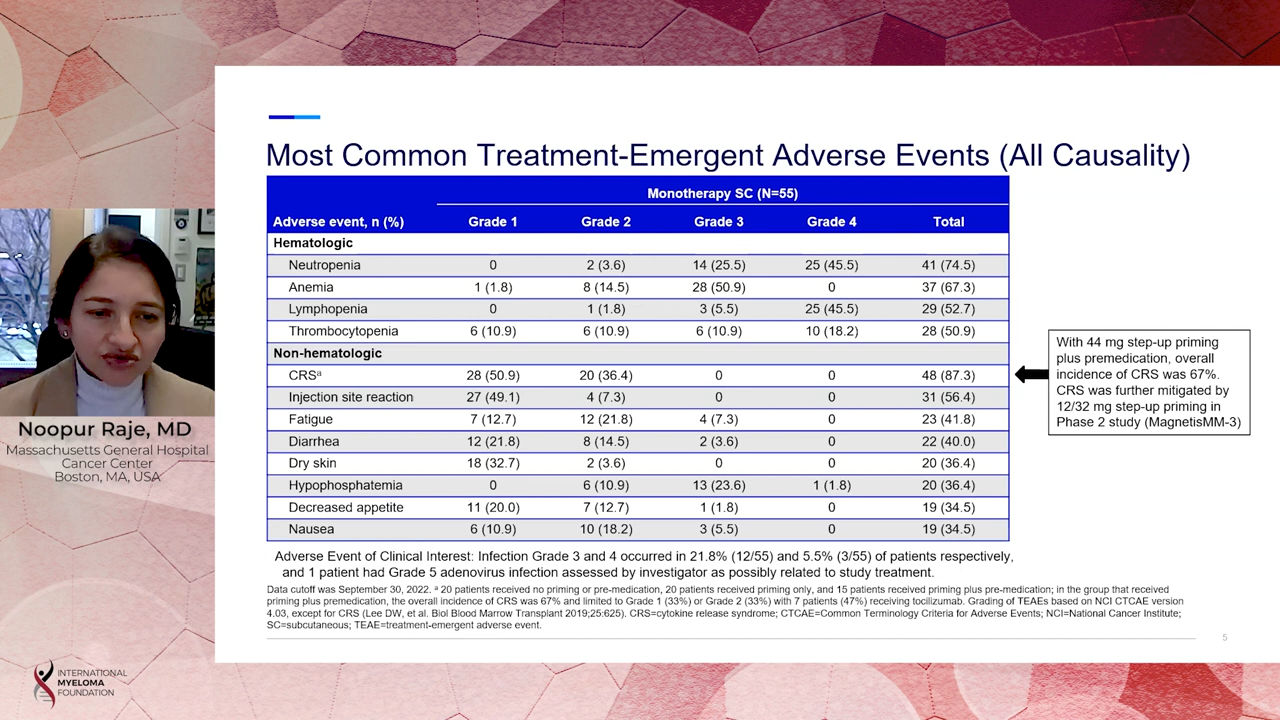 Most Common Treatment-Emergent Adverse Events (All Causality)
Monotherapy SC (N=55)
Adverse event, n (%) Grade 1 Grade 2 Grade 3 Grade 4 Total
Hematologic
Neutropenia 0 2 (3.6) 14 (25.5) 25 (45.5) 41 (74.5)
Anemia 1 (1.8) 8 (14.5) 28 (50.9) 0 37 (67.3)
Lymphopenia 0 1 (1.8) 3 (5.5) 25 (45.5) 29 (52.7)
Thrombocytopenia 6 (10.9) 6 (10.9) 6 (10.9) 10 (18.2) 28 (50.9)
Non-hematologic
CRSᵃ 28 (50.9) 20 (36.4) 0 0 48 (87.3)
Injection site reaction 27 (49.1) 4 (7.3) 0 0 31 (56.4)
Fatigue 7 (12.7) 12 (21.8) 4 (7.3) 0 23 (41.8)
Diarrhea 12 (21.8) 8 (14.5) 2 (3.6) 0 22 (40.0)
Dry skin 18 (32.7) 2 (3.6) 0 0 20 (36.4)
Hypophosphatemia 0 6 (10.9) 13 (23.6) 1 (1.8) 20 (36.4)
Decreased appetite 11 (20.0) 7 (12.7) 1 (1.8) 0 19 (34.5)
Nausea 6 (10.9) 10 (18.2) 3 (5.5) 0 19 (34.5)
With 44 mg step-up priming
plus premedication, overall
incidence of CRS was 67%.
CRS was further mitigated by
12/32 mg step-up priming in
Phase 2 study (MagnetisMM-3)
Adverse Event of Clinical Interest: Infection Grade 3 and 4 occurred in 21.8% (12/55) and 5.5% (3/55) of patients respectively,
and 1 patient had Grade 5 adenovirus infection assessed by investigator as possibly related to study treatment.
Data cutoff was September 30, 2022. ᵃ 20 patients received no priming or pre-medication, 20 patients received priming only, and 15 patients received priming plus pre-medication; in the group that received
priming plus premedication, the overall incidence of CRS was 67% and limited to Grade 1 (33%) or Grade 2 (33%) with 7 patients (47%) receiving tocilizumab. Grading of TEAEs based on NCI CTCAE version
4.03, except for CRS (Lee DW, et al. Biol Blood Marrow Transplant 2019;25:625). CRS=cytokine release syndrome; CTCAE=Common Terminology Criteria for Adverse Events; NCI=National Cancer Institute;
SC=subcutaneous; TEAE=treatment-emergent adverse event.
5
Noopur Raje, MD
Massachusetts General Hospital
Cancer Center
Boston, MA, USA
INTERNATIONAL
MYELOMA
FOUNDATION